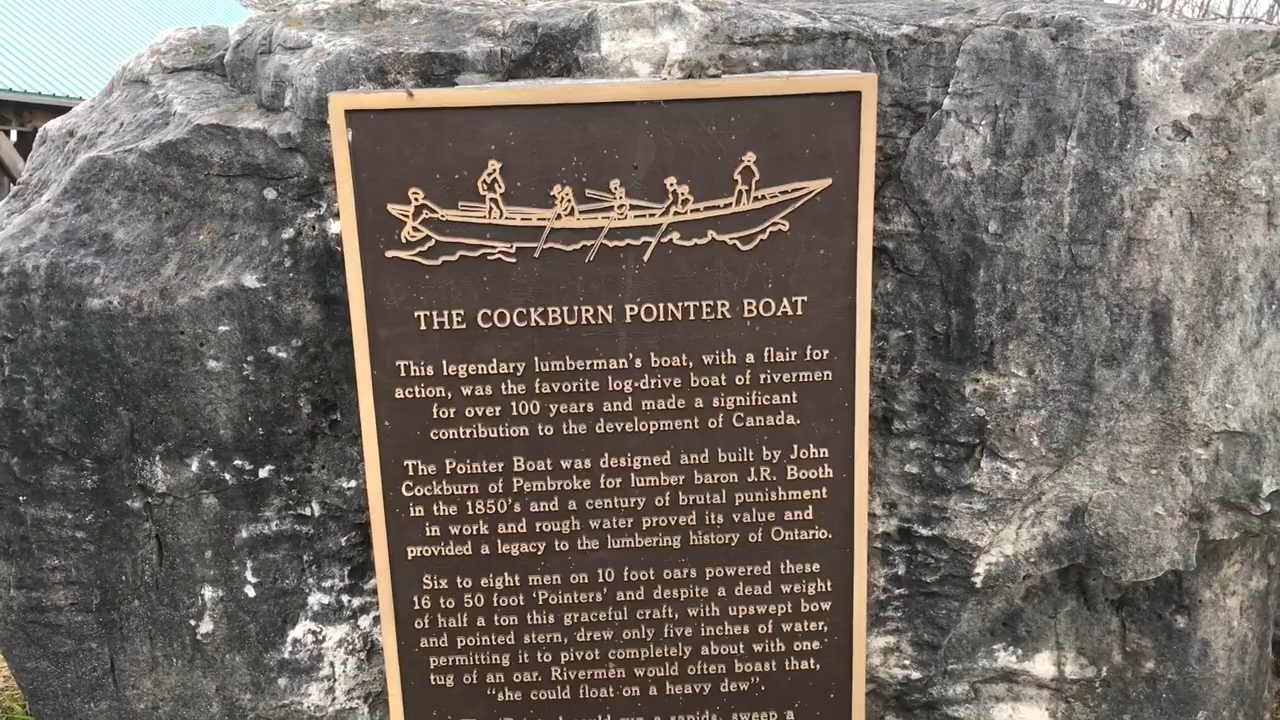 THE COCKBURN POINTER BOAT
This legendary lumberman's boat, with a flair for
action, was the favorite log-drive boat of rivermen
for over 100 years and made a significant
contribution to the development of Canada.
The Pointer Boat was designed and built by John
Cockburn of Pembroke for lumber baron J.R. Booth
in the 1850's and a century of brutal punishment
in work and rough water proved its value and
provided a legacy to the lumbering history of Ontario.
Six to eight men on 10 foot oars powered these
16 to 50 foot 'Pointers' and despite a dead weight
of half a ton this graceful craft, with upswept bow
and pointed stern, drew only five inches of water,
permitting it to pivot completely about with one
tug of an oar. Rivermen would often boast that,
"she could float on a heavy dew".
a rapids, sweep a